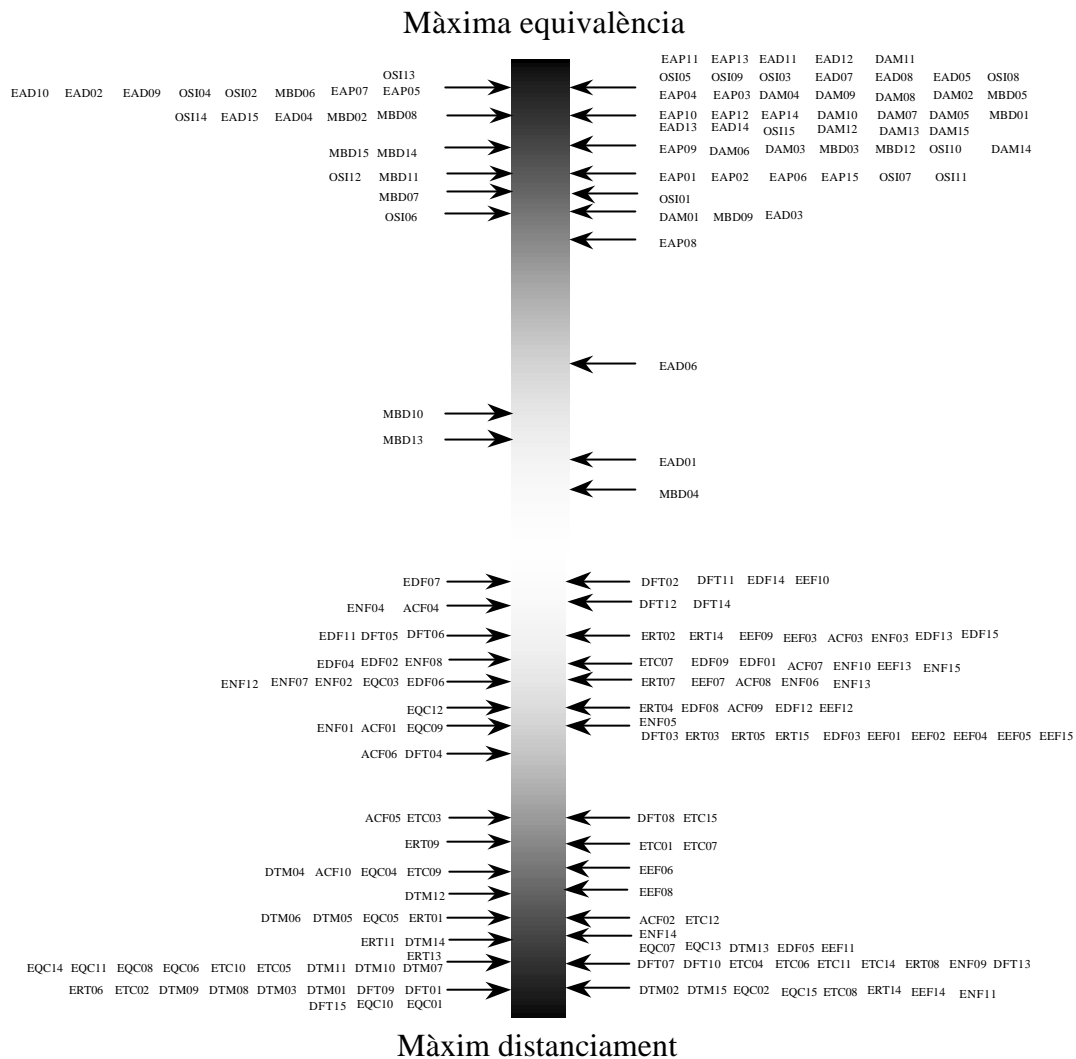 Màxima equivalència
EAP11 EAP13 EAD11 EAD12 DAM11
OSI13 OSI05 OSI09 OSI03 EAD07 EAD08 EAD05 OSI08
EAD10 EAD02 EAD09 OSI04 OSI02 MBD06 EAP07 EAP05 EAP04 EAP03 DAM04 DAM09 DAM08 DAM02 MBD05
OSI14 EAD15 EAD04 MBD02 MBD08 EAP10 EAP12 EAP14 DAM10 DAM07 DAM05 MBD01
EAD13 EAD14 OSI15 DAM12 DAM13 DAM15
MBD15 MBD14 EAP09 DAM06 DAM03 MBD03 MBD12 OSI10 DAM14
OSI12 MBD11 EAP01 EAP02 EAP06 EAP15 OSI07 OSI11
MBD07 OSI01
OSI06 DAM01 MBD09 EAD03
EAP08
EAD06
MBD10
MBD13
EAD01
MBD04
EDF07 DFT02 DFT11 EDF14 EEF10
ENF04 ACF04 DFT12 DFT14
EDF11 DFT05 DFT06 ERT02 ERT14 EEF09 EEF03 ACF03 ENF03 EDF13 EDF15
EDF04 EDF02 ENF08 ETC07 EDF09 EDF01 ACF07 ENF10 EEF13 ENF15
ENF12 ENF07 ENF02 EQC03 EDF06 ERT07 EEF07 ACF08 ENF06 ENF13
EQC12 ERT04 EDF08 ACF09 EDF12 EEF12
ENF01 ACF01 EQC09 ENF05
DFT03 ERT03 ERT05 ERT15 EDF03 EEF01 EEF02 EEF04 EEF05 EEF15
ACF06 DFT04
ACF05 ETC03 DFT08 ETC15
ERT09 ETC01 ETC07
DTM04 ACF10 EQC04 ETC09 EEF06
DTM12 EEF08
DTM06 DTM05 EQC05 ERT01 ACF02 ETC12
ENF14
ERT11 DTM14 EQC07 EQC13 DTM13 EDF05 EEF11
ERT13
EQC14 EQC11 EQC08 EQC06 ETC10 ETC05 DTM11 DTM10 DTM07 DFT07 DFT10 ETC04 ETC06 ETC11 ETC14 ERT08 ENF09 DFT13
ERT06 ETC02 DTM09 DTM08 DTM03 DTM01 DFT09 DFT01 DTM02 DTM15 EQC02 EQC15 ETC08 ERT14 EEF14 ENF11
DFT15 EQC10 EQC01
Màxim distanciament